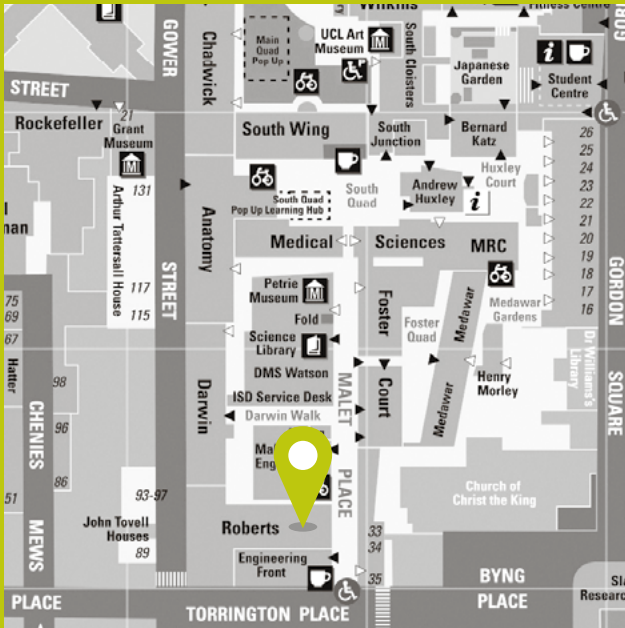 Wilkins
Fitness Centre
GOWER
Chadwick
Main
Quad
Pop Up
UCL Art
Museum
South Cloisters
Japanese
Garden
Student
Centre
GORD
STREET
Rockefeller
21
Grant
Museum
South Wing
South
Junction
Bernard
Katz
26
25
24
23
22
21
20
19
18
17
16
Huxley
Court
Andrew
Huxley
South
Quad
South Quad
Pop Up Learning Hub
131
Arthur Tattersall House
117
115
Anatomy
Medical
Sciences
MRC
man
Petrie
Museum
Fold
Science
Library
DMS Watson
ISD Service Desk
Darwin Walk
STREET
Foster
Court
Foster
Quad
Medawar
Medawar
Medawar
Gardens
Henry
Morley
Dr Williams's
Library
GORDON
SQUARE
75
69
67
Hatter
98
96
86
51
CHENIES
MEWS
Darwin
MALET
PLACE
Church of
Christ the King
93-97
John Tovell
Houses
89
Roberts
Engineering
Front
33
34
35
BYNG
PLACE
PLACE
TORRINGTON PLACE